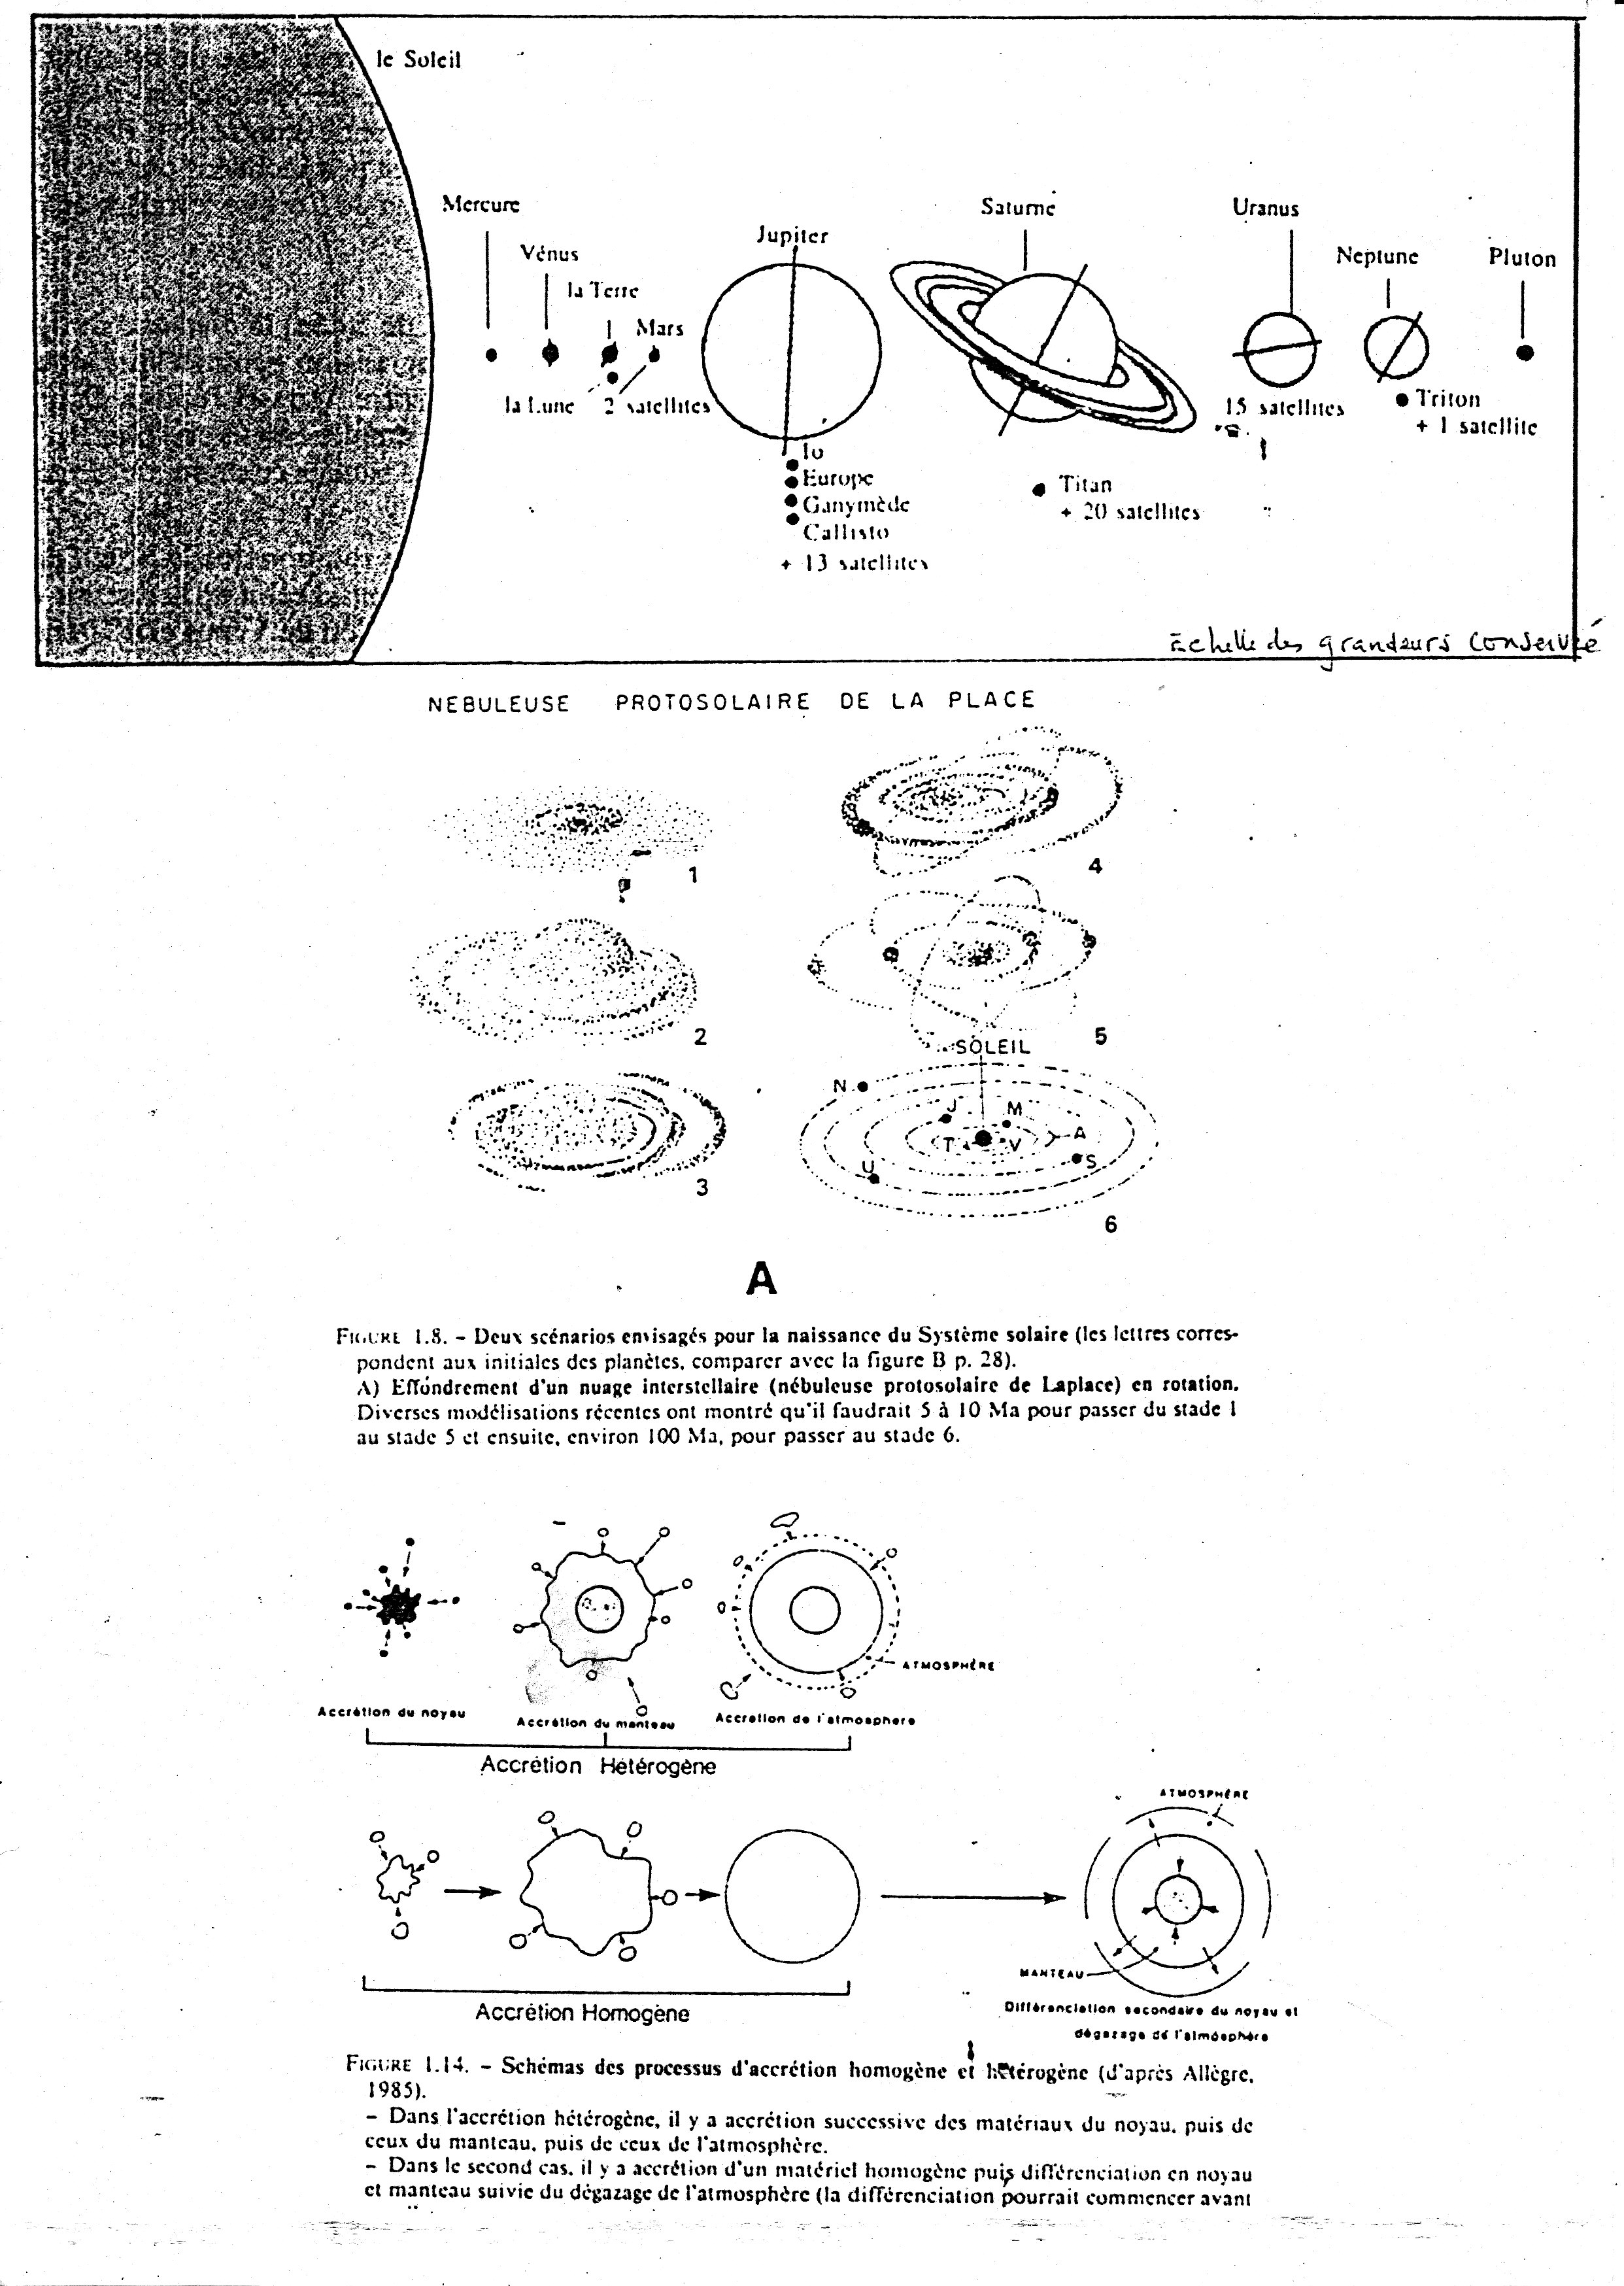 le Soleil
Mercure
Vénus
la Terre
Mars
la Lune
2 satellites
Jupiter
Io
Europe
Ganymède
Callisto
+ 13 satellites
Saturne
Titan
+ 20 satellites
Uranus
15 satellites
Neptune
Triton
+ 1 satellite
Pluton
Echelle des grandeurs conservée
NEBULEUSE PROTOSOLAIRE DE LA PLACE
1
4
2
5
3
SOLEIL
N
J
M
A
T
V
S
U
6
A
FIGURE 1.8. – Deux scénarios envisagés pour la naissance du Système solaire (les lettres corres-
pondent aux initiales des planètes, comparer avec la figure B p. 28).
A) Effondrement d'un nuage interstellaire (nébuleuse protosolaire de Laplace) en rotation.
Diverses modélisations récentes ont montré qu'il faudrait 5 à 10 Ma pour passer du stade 1
au stade 5 et ensuite, environ 100 Ma, pour passer au stade 6.
ATMOSPHÈRE
Accrétion du noyau
Accrétion du manteau
Accretion de l'atmosphere
Accrétion Hétérogène
ATMOSPHÈRE
MANTEAU
Accrétion Homogène
Différenciation secondaire du noyau et
dégazage de l'atmosphère
FIGURE 1.14. – Schémas des processus d'accrétion homogène et hétérogène (d'après Allègre,
1985).
– Dans l'accrétion hétérogène, il y a accrétion successive des matériaux du noyau, puis de
ceux du manteau, puis de ceux de l'atmosphère.
– Dans le second cas, il y a accrétion d'un matériel homogène puis différenciation en noyau
et manteau suivie du dégazage de l'atmosphère (la différenciation pourrait commencer avant